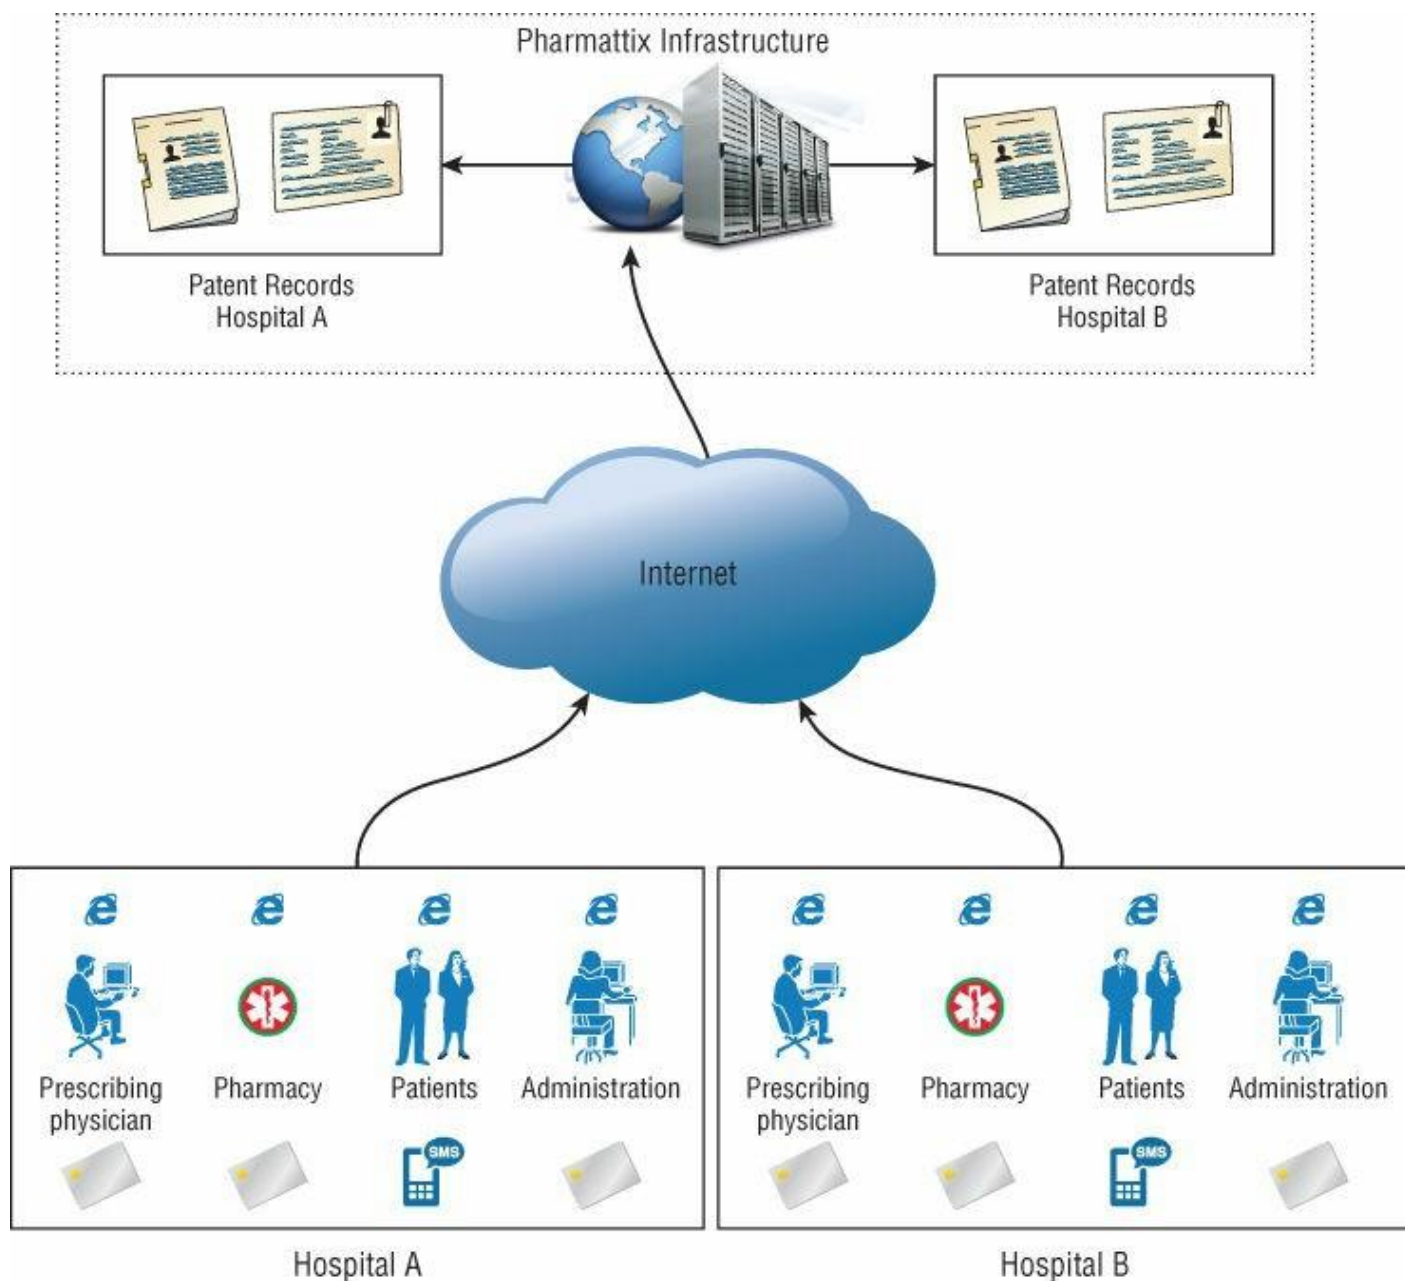 Pharmattix Infrastructure
Patent Records
Hospital A
Patent Records
Hospital B
Internet
Prescribing
physician
Pharmacy
Patients
Administration
SMS
Prescribing
physician
Pharmacy
Patients
Administration
SMS
Hospital A
Hospital B